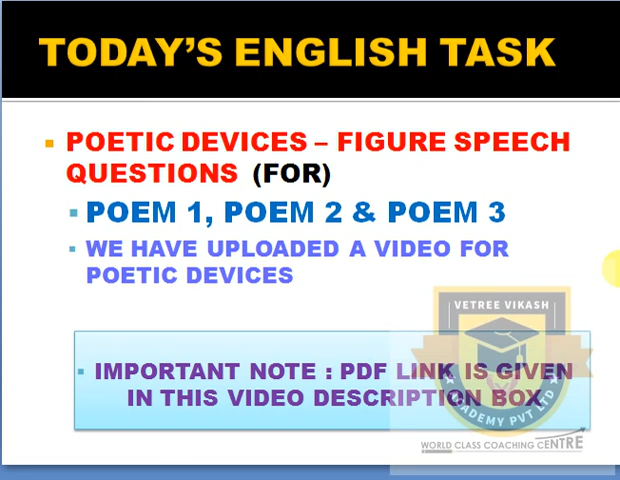 TODAY’S ENGLISH TASK
POETIC DEVICES – FIGURE SPEECH
QUESTIONS (FOR)
POEM 1, POEM 2 & POEM 3
WE HAVE UPLOADED A VIDEO FOR
POETIC DEVICES
VETREE VIKASH
IMPORTANT NOTE : PDF LINK IS GIVEN
IN THIS VIDEO DESCRIPTION BOX
ACADEMY PVT LTD
WORLD CLASS COACHING CENTRE